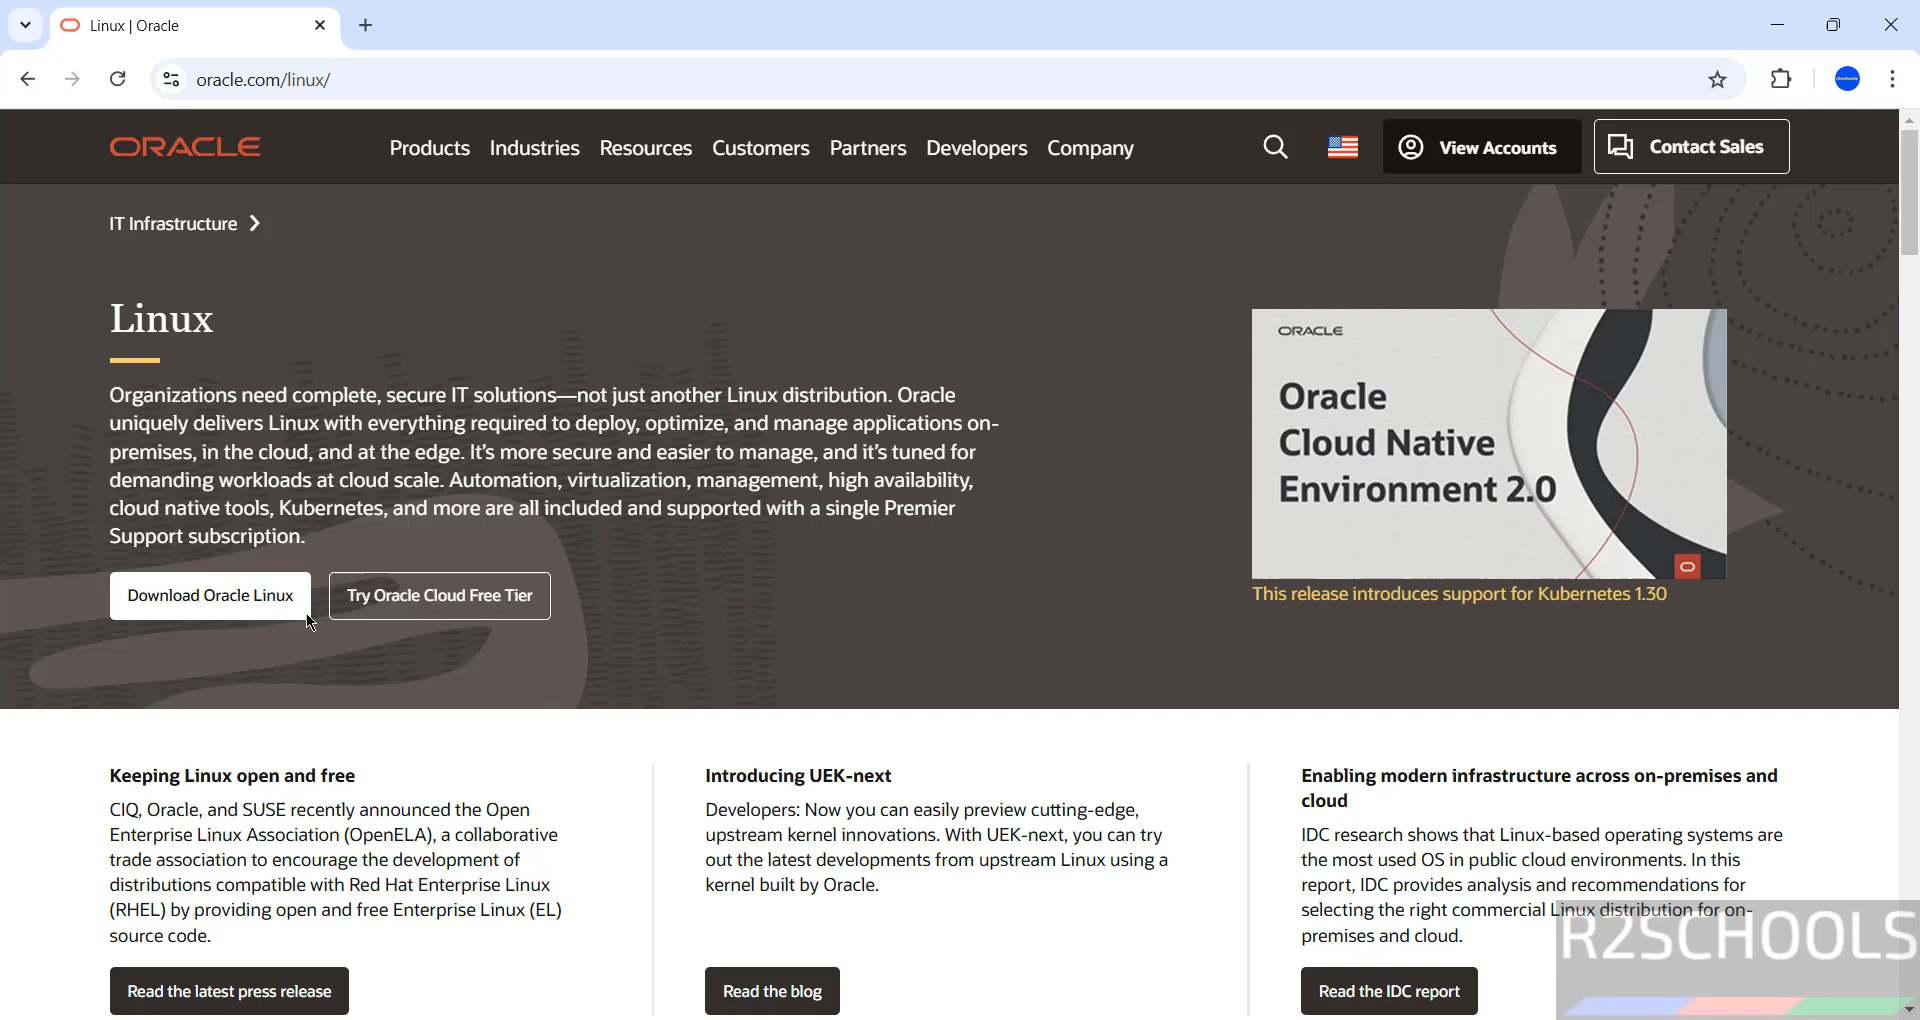 Linux | Oracle
oracle.com/linux/
ORACLE
Products Industries Resources Customers Partners Developers Company
View Accounts
Contact Sales
IT Infrastructure
Linux
Organizations need complete, secure IT solutions—not just another Linux distribution. Oracle
uniquely delivers Linux with everything required to deploy, optimize, and manage applications on-
premises, in the cloud, and at the edge. It's more secure and easier to manage, and it's tuned for
demanding workloads at cloud scale. Automation, virtualization, management, high availability,
cloud native tools, Kubernetes, and more are all included and supported with a single Premier
Support subscription.
Download Oracle Linux
Try Oracle Cloud Free Tier
ORACLE
Oracle
Cloud Native
Environment 2.0
This release introduces support for Kubernetes 1.30
Keeping Linux open and free
CIQ, Oracle, and SUSE recently announced the Open
Enterprise Linux Association (OpenELA), a collaborative
trade association to encourage the development of
distributions compatible with Red Hat Enterprise Linux
(RHEL) by providing open and free Enterprise Linux (EL)
source code.
Read the latest press release
Introducing UEK-next
Developers: Now you can easily preview cutting-edge,
upstream kernel innovations. With UEK-next, you can try
out the latest developments from upstream Linux using a
kernel built by Oracle.
Read the blog
Enabling modern infrastructure across on-premises and
cloud
IDC research shows that Linux-based operating systems are
the most used OS in public cloud environments. In this
report, IDC provides analysis and recommendations for
selecting the right commercial Linux distribution for on-
premises and cloud.
Read the IDC report
R2SCHOOLS